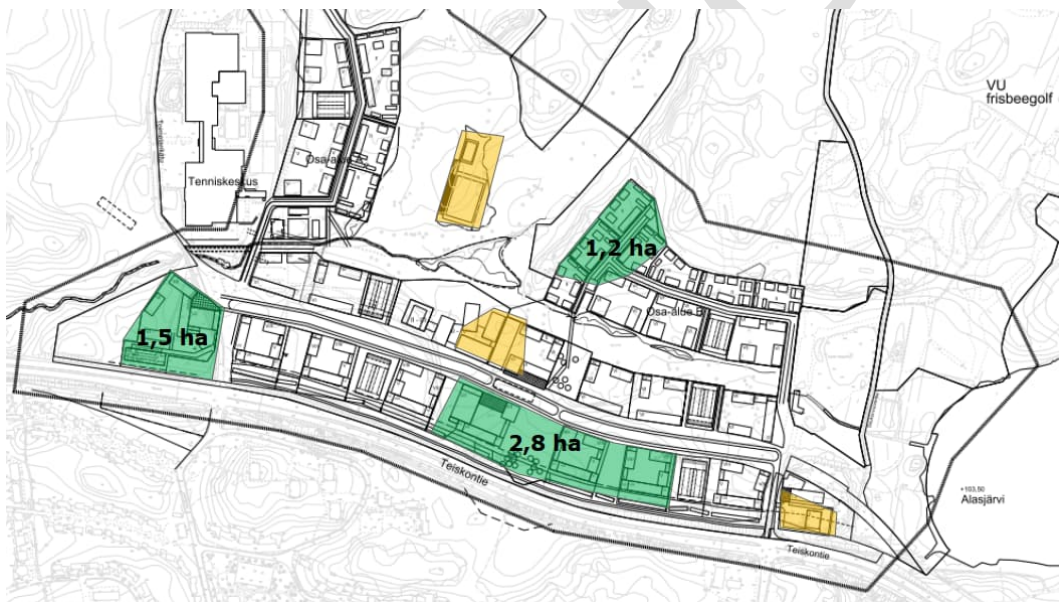 VU
frisbeegolf
Osa-alue A
Tenniskeskus
1,2 ha
Osa-alue B
1,5 ha
2,8 ha
Teiskontie
+103,50
Alasjärvi
Teiskontie